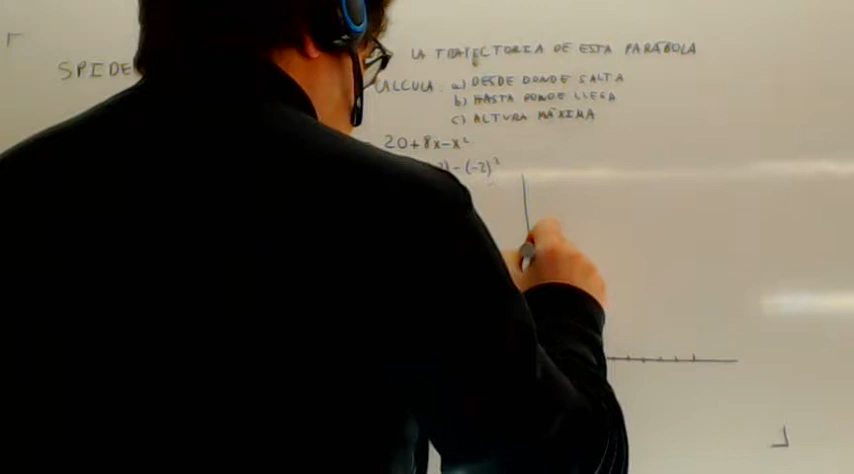 SPIDE LA TRAYECTORIA DE ESTA PARÁBOLA
CALCULA: a) DESDE DONDE SALTA
b) HASTA DONDE LLEGA
c) ALTURA MÁXIMA
20+8x-x²
2)-(-2)²